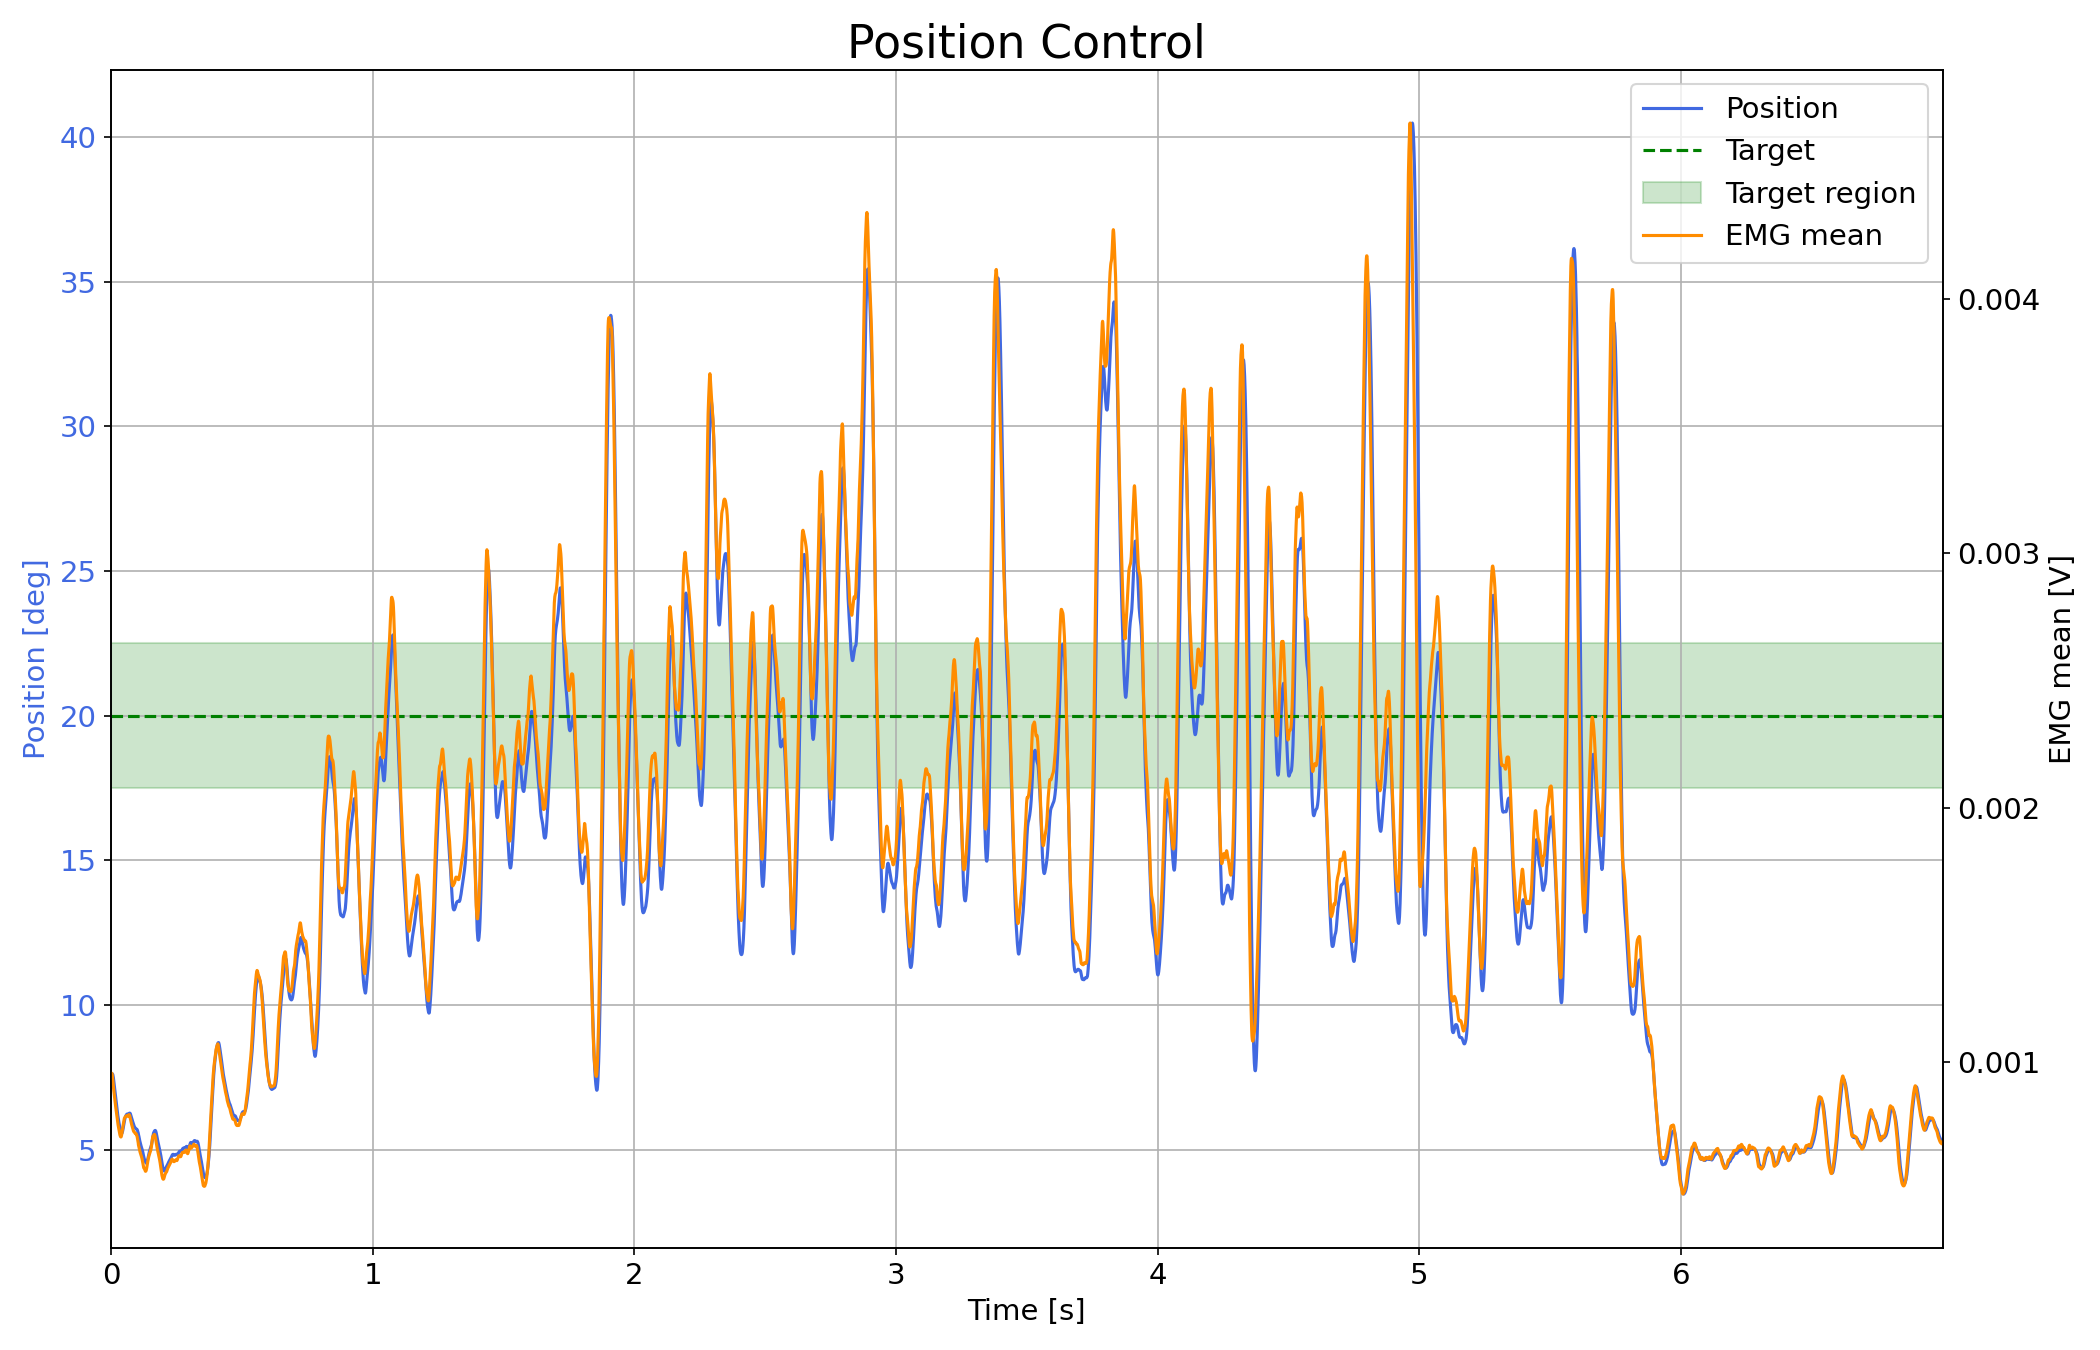 Position Control
Position
Target
Target region
EMG mean
40
35
30
25
20
15
10
5
Position [deg]
0.004
0.003
0.002
0.001
EMG mean [V]
0 1 2 3 4 5 6
Time [s]